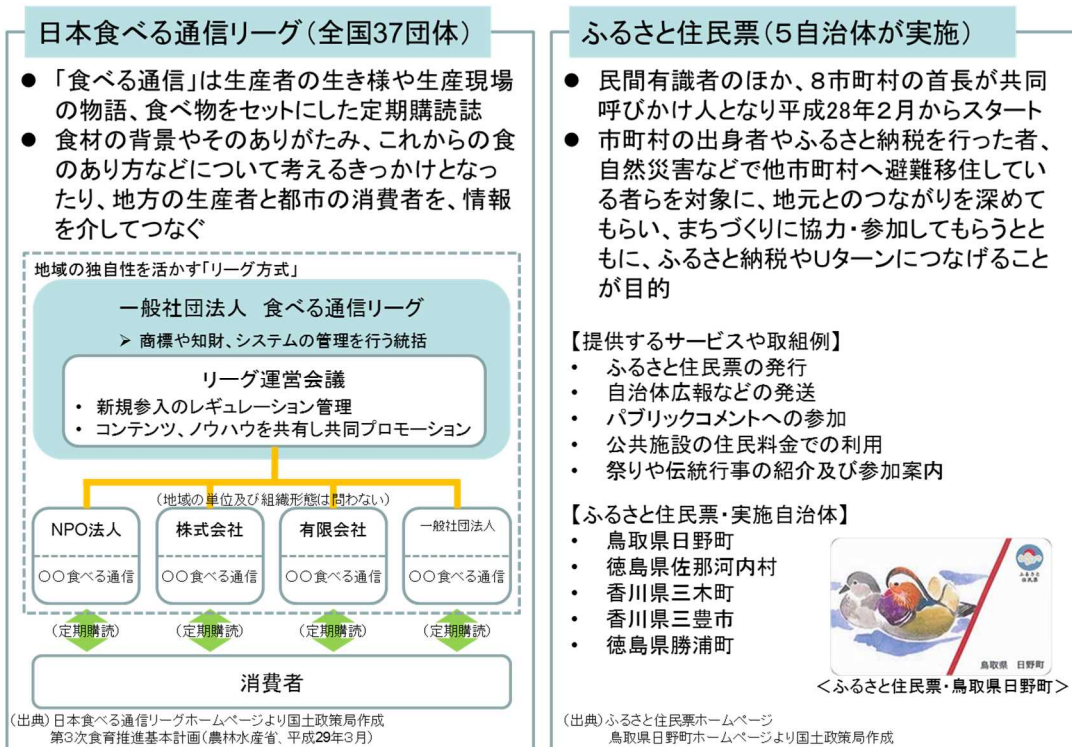 日本食べる通信リーグ(全国37団体)
● 「食べる通信」は生産者の生き様や生産現場
の物語、食べ物をセットにした定期購読誌
● 食材の背景やそのありがたみ、これからの食
のあり方などについて考えるきっかけとなっ
たり、地方の生産者と都市の消費者を、情報
を介してつなぐ
地域の独自性を活かす「リーグ方式」
一般社団法人 食べる通信リーグ
➢ 商標や知財、システムの管理を行う統括
リーグ運営会議
・ 新規参入のレギュレーション管理
・ コンテンツ、ノウハウを共有し共同プロモーション
(地域の単位及び組織形態は問わない)
NPO法人 株式会社 有限会社 一般社団法人
〇〇食べる通信 〇〇食べる通信 〇〇食べる通信 〇〇食べる通信
(定期購読) (定期購読) (定期購読) (定期購読)
消費者
(出典)日本食べる通信リーグホームページより国土政策局作成
第3次食育推進基本計画(農林水産省、平成29年3月)
ふるさと住民票(5自治体が実施)
● 民間有識者のほか、8市町村の首長が共同
呼びかけ人となり平成28年2月からスタート
● 市町村の出身者やふるさと納税を行った者、
自然災害などで他市町村へ避難移住してい
る者らを対象に、地元とのつながりを深めて
もらい、まちづくりに協力・参加してもらうとと
もに、ふるさと納税やUターンにつなげること
が目的
【提供するサービスや取組例】
・ ふるさと住民票の発行
・ 自治体広報などの発送
・ パブリックコメントへの参加
・ 公共施設の住民料金での利用
・ 祭りや伝統行事の紹介及び参加案内
【ふるさと住民票・実施自治体】
・ 鳥取県日野町
・ 徳島県佐那河内村
・ 香川県三木町
・ 香川県三豊市
・ 徳島県勝浦町
ふるさと
住民票
鳥取県 日野町
<ふるさと住民票・鳥取県日野町>
(出典)ふるさと住民票ホームページ
鳥取県日野町ホームページより国土政策局作成